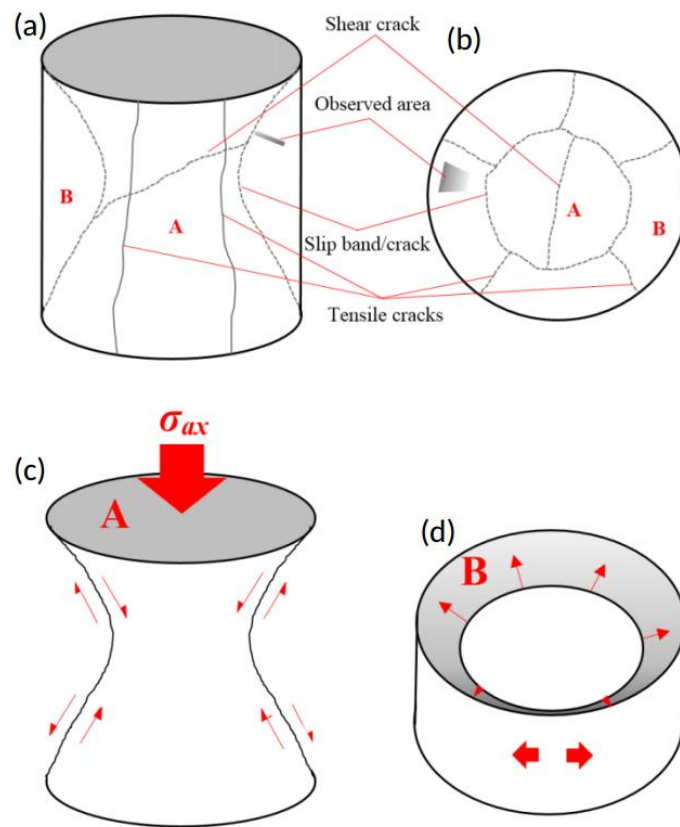 (a)
Shear crack
(b)
Observed area
B
A
A
B
Slip band/crack
Tensile cracks
(c)
σax
A
(d)
B